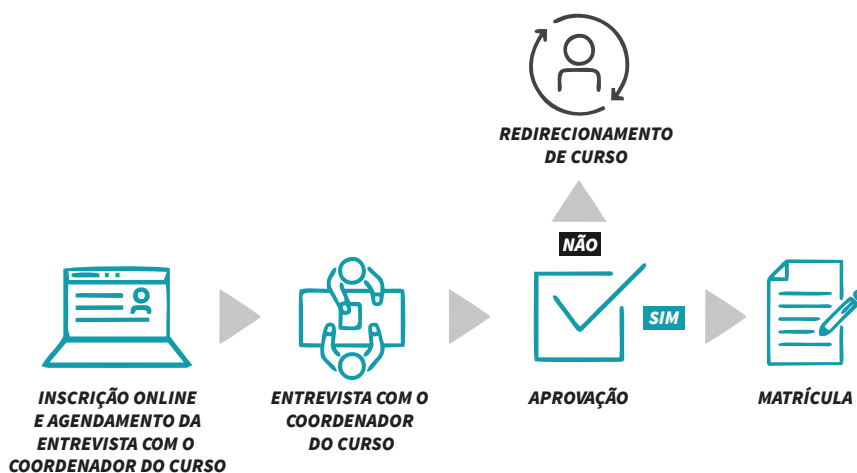 REDIRECIONAMENTO
DE CURSO
NÃO
SIM
INSCRIÇÃO ONLINE
E AGENDAMENTO DA
ENTREVISTA COM O
COORDENADOR DO CURSO
ENTREVISTA COM O
COORDENADOR
DO CURSO
APROVAÇÃO
MATRÍCULA